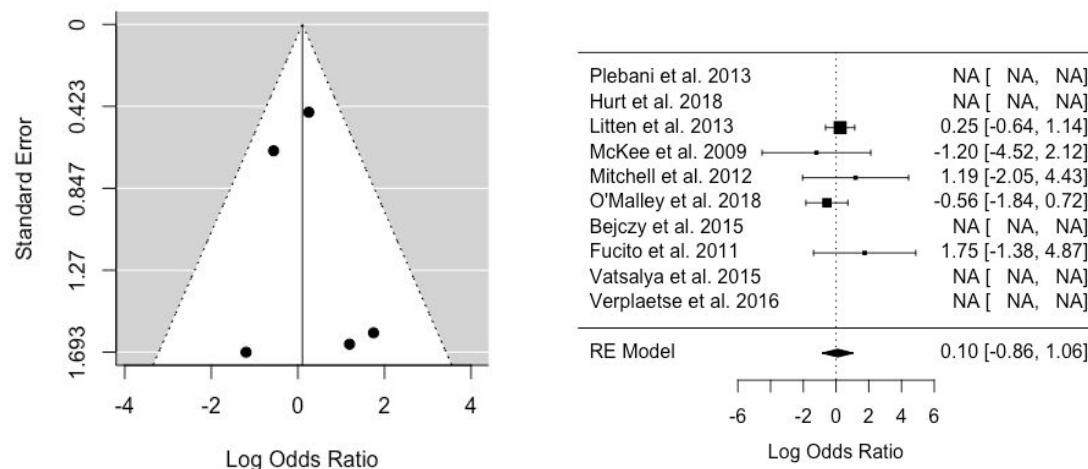 0
0.423
0.847
1.27
1.693
Standard Error
-4 -2 0 2 4
Log Odds Ratio
Plebani et al. 2013 NA [ NA, NA]
Hurt et al. 2018 NA [ NA, NA]
Litten et al. 2013 0.25 [-0.64, 1.14]
McKee et al. 2009 -1.20 [-4.52, 2.12]
Mitchell et al. 2012 1.19 [-2.05, 4.43]
O'Malley et al. 2018 -0.56 [-1.84, 0.72]
Bejczy et al. 2015 NA [ NA, NA]
Fucito et al. 2011 1.75 [-1.38, 4.87]
Vatsalya et al. 2015 NA [ NA, NA]
Verplaetse et al. 2016 NA [ NA, NA]
RE Model 0.10 [-0.86, 1.06]
-6 -2 0 2 4 6
Log Odds Ratio